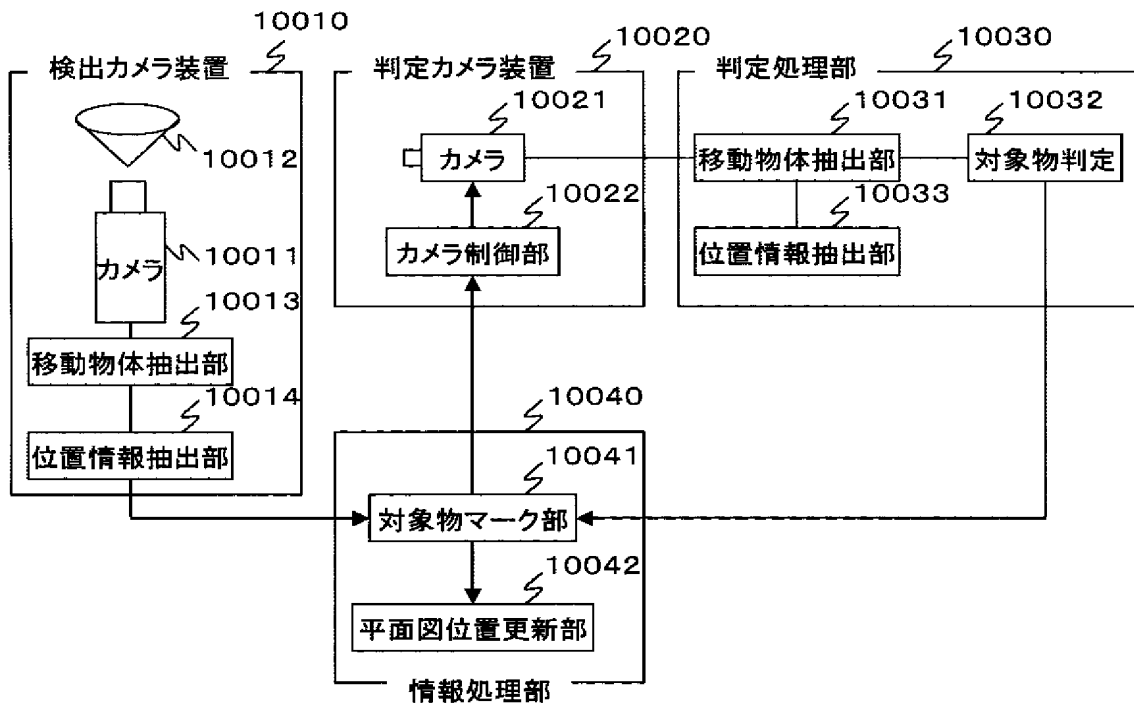 10010
検出カメラ装置
10012
カメラ
10011
10013
移動物体抽出部
10014
位置情報抽出部
10020
判定カメラ装置
10021
カメラ
10022
カメラ制御部
10030
判定処理部
10031
移動物体抽出部
10032
対象物判定
10033
位置情報抽出部
10040
10041
対象物マーク部
10042
平面図位置更新部
情報処理部